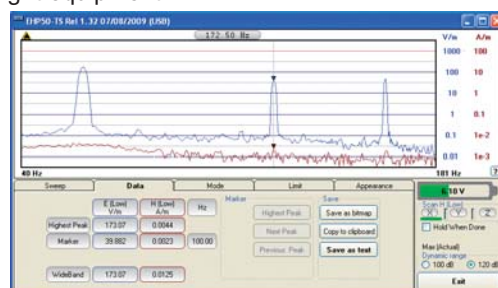 EHP50-TS Rel 1.32 07/08/2009 (USB)
172.50 Hz
V/m A/m
1000 100
100 10
10 1
1 0.1
0.1 1e-2
0.01 1e-3
40 Hz 181 Hz ?
Sweep Data Mode Limit Appearance
E (Low) V/m H (Low) A/m Hz
Highest Peak 173.07 0.0044
Marker 39.882 0.0023 100.00
WideBand 173.07 0.0125
Marker
Highest Peak
Next Peak
Previous Peak
Save
Save as bitmap
Copy to clipboard
Save as text
10 V
Scan H (Low)
X Y Z
Hold When Done
Max (Actual)
Dynamic range
100 dB 120 dB
Exit